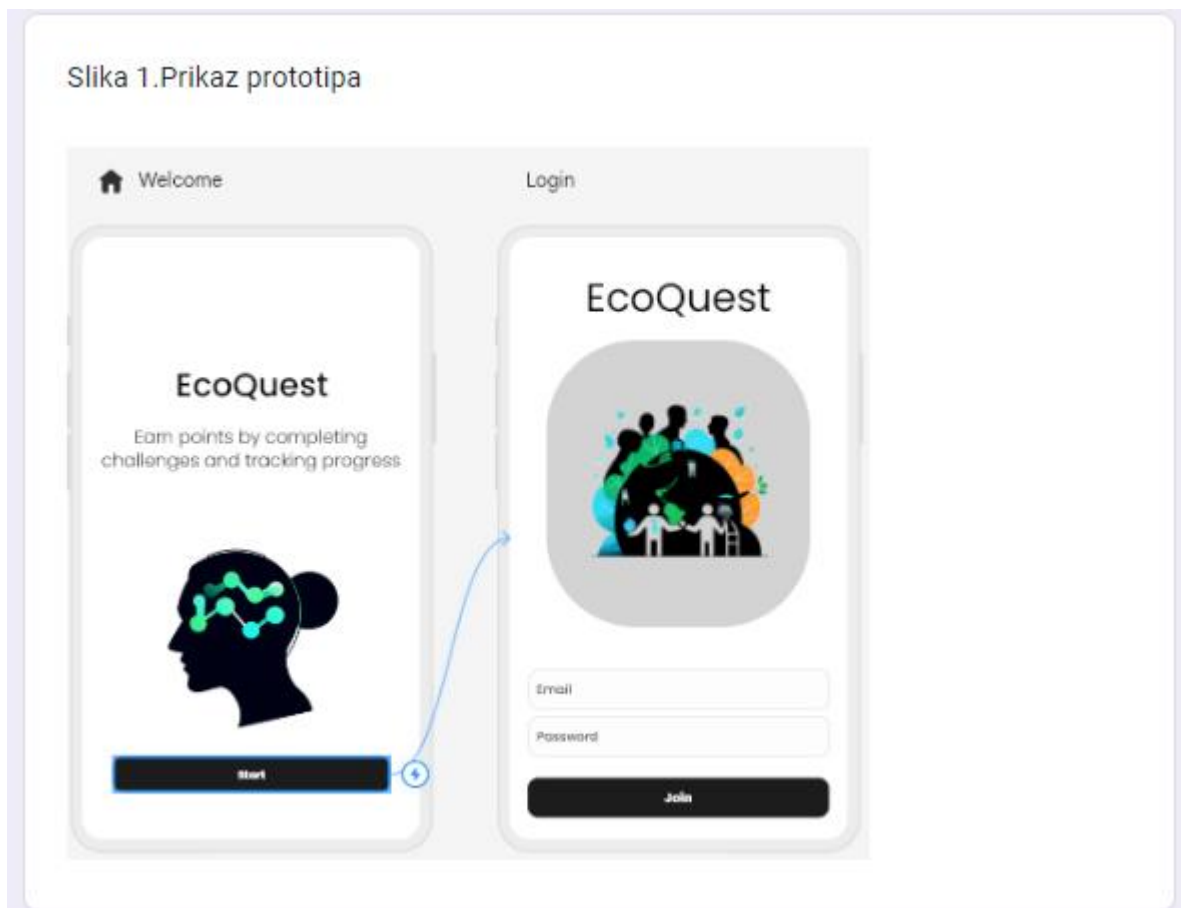 Slika 1.Prikaz prototipa
Welcome
EcoQuest
Earn points by completing
challenges and tracking progress
Start
Login
EcoQuest
Email
Password
Join